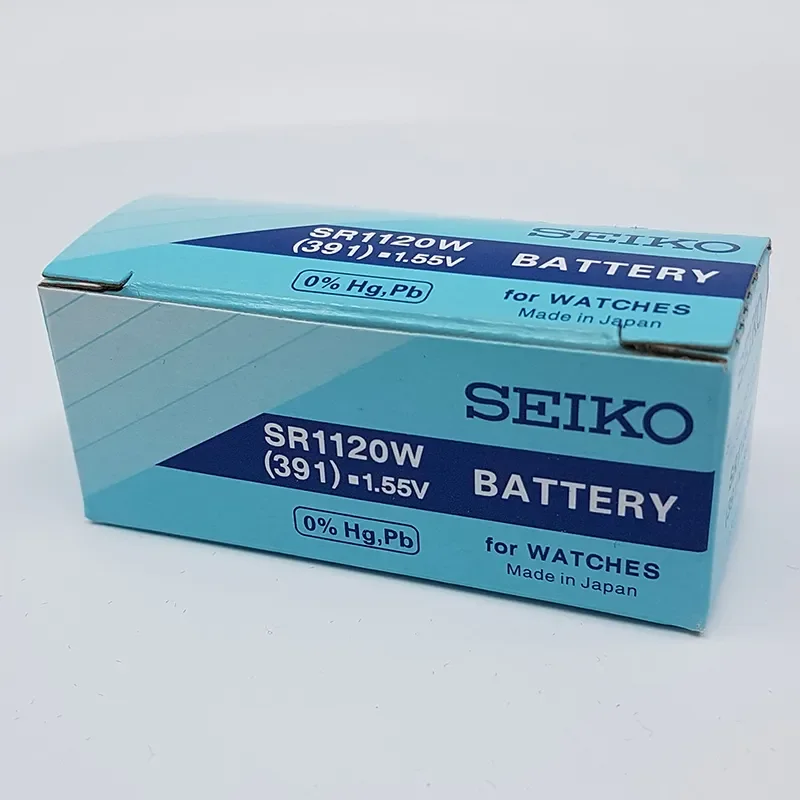 SEIKO
SR1120W
(391)▪1.55V
BATTERY
0% Hg,Pb
for WATCHES
Made in Japan
SEIKO
SR1120W
(391)▪1.55V
BATTERY
0% Hg,Pb
for WATCHES
Made in Japan